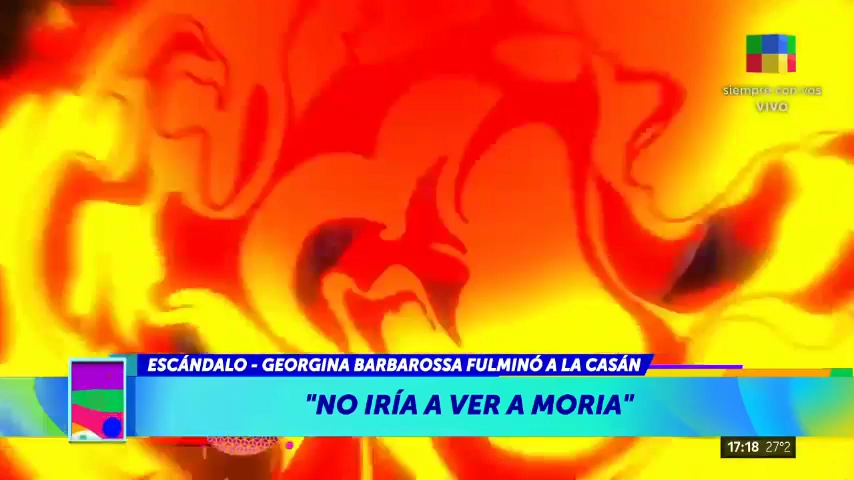 siempre con vos
VIVO
ESCÁNDALO - GEORGINA BARBAROSSA FULMINÓ A LA CASÁN
"NO IRÍA A VER A MORIA"
17:18 27°2